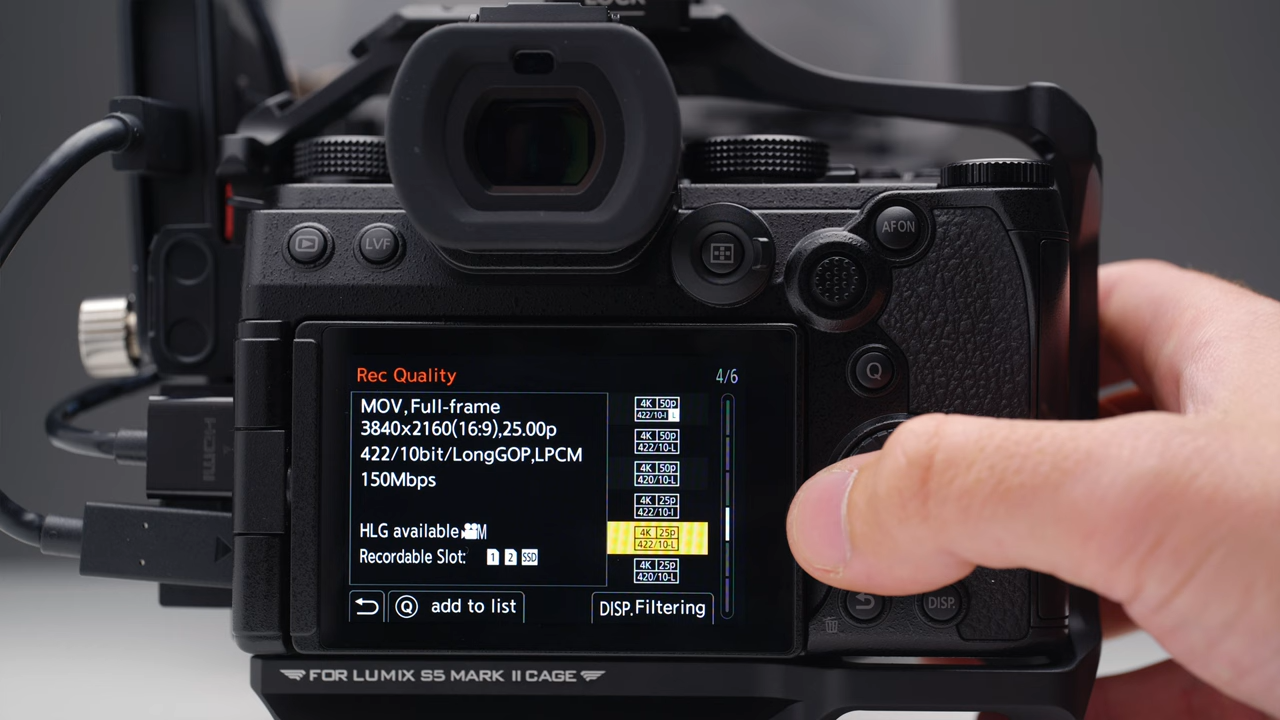 LOCK
LVF
AFON
Q
Rec Quality
4/6
MOV,Full-frame
3840x2160(16:9),25.00p
422/10bit/LongGOP,LPCM
150Mbps
HLG available M
Recordable Slot: 1 2 SSD
4K 50p
422/10-I L
4K 50p
422/10-L
4K 50p
420/10-L
4K 25p
422/10-I
4K 25p
422/10-L
4K 25p
420/10-L
Q add to list
DISP.Filtering
DISP.
HDMI
FOR LUMIX S5 MARK II CAGE